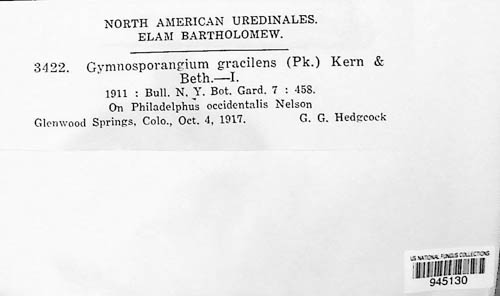 NORTH AMERICAN UREDINALES.
ELAM BARTHOLOMEW.
3422. Gymnosporangium gracilens (Pk.) Kern &
Beth.—I.
1911 : Bull. N. Y. Bot. Gard. 7 : 458.
On Philadelphus occidentalis Nelson
Glenwood Springs, Colo., Oct. 4, 1917. G. G. Hedgcock
US NATIONAL FUNGUS COLLECTIONS
945130